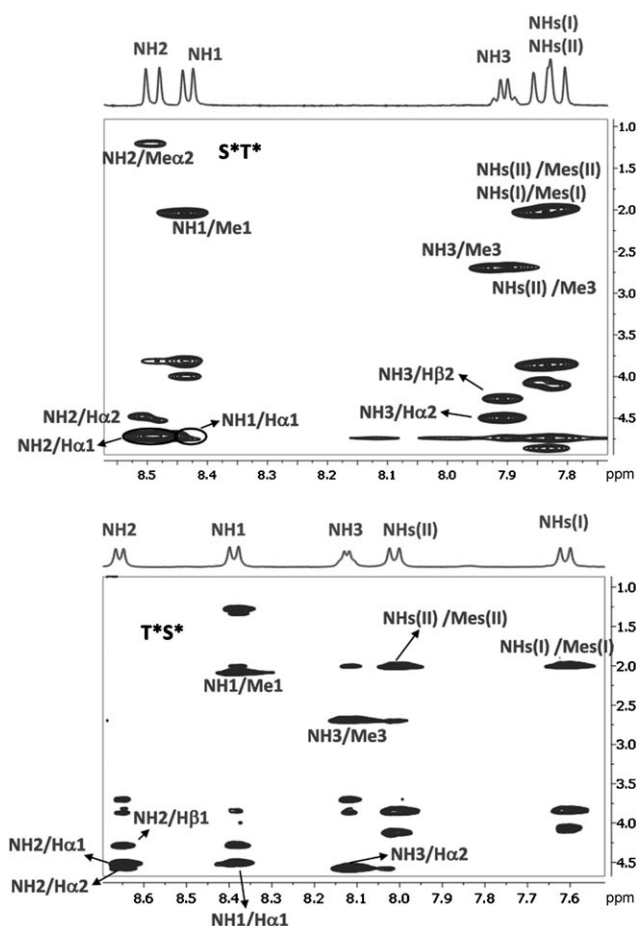 NHs(I)
NH2 NH1 NH3 NHs(II)
1.0
S*T*
NH2/Meα2
1.5
NHs(II) /Mes(II)
NHs(I)/Mes(I)
2.0
NH1/Me1
NH3/Me3
2.5
NHs(II) /Me3
3.0
3.5
NH3/Hβ2
4.0
NH2/Hα2
NH1/Hα1
NH3/Hα2
4.5
NH2/Hα1
8.5 8.4 8.3 8.2 8.1 8.0 7.9 7.8 ppm
NH2 NH1 NH3 NHs(II) NHs(I)
1.0
T*S*
NHs(II) /Mes(II)
1.5
NHs(I) /Mes(I)
2.0
NH1/Me1
2.5
NH3/Me3
3.0
3.5
NH2/Hβ1
4.0
NH2/Hα1
NH3/Hα2
4.5
NH2/Hα2
8.6 8.5 8.4 8.3 8.2 8.1 8.0 7.9 7.8 7.7 7.6 ppm
NH1/Hα1